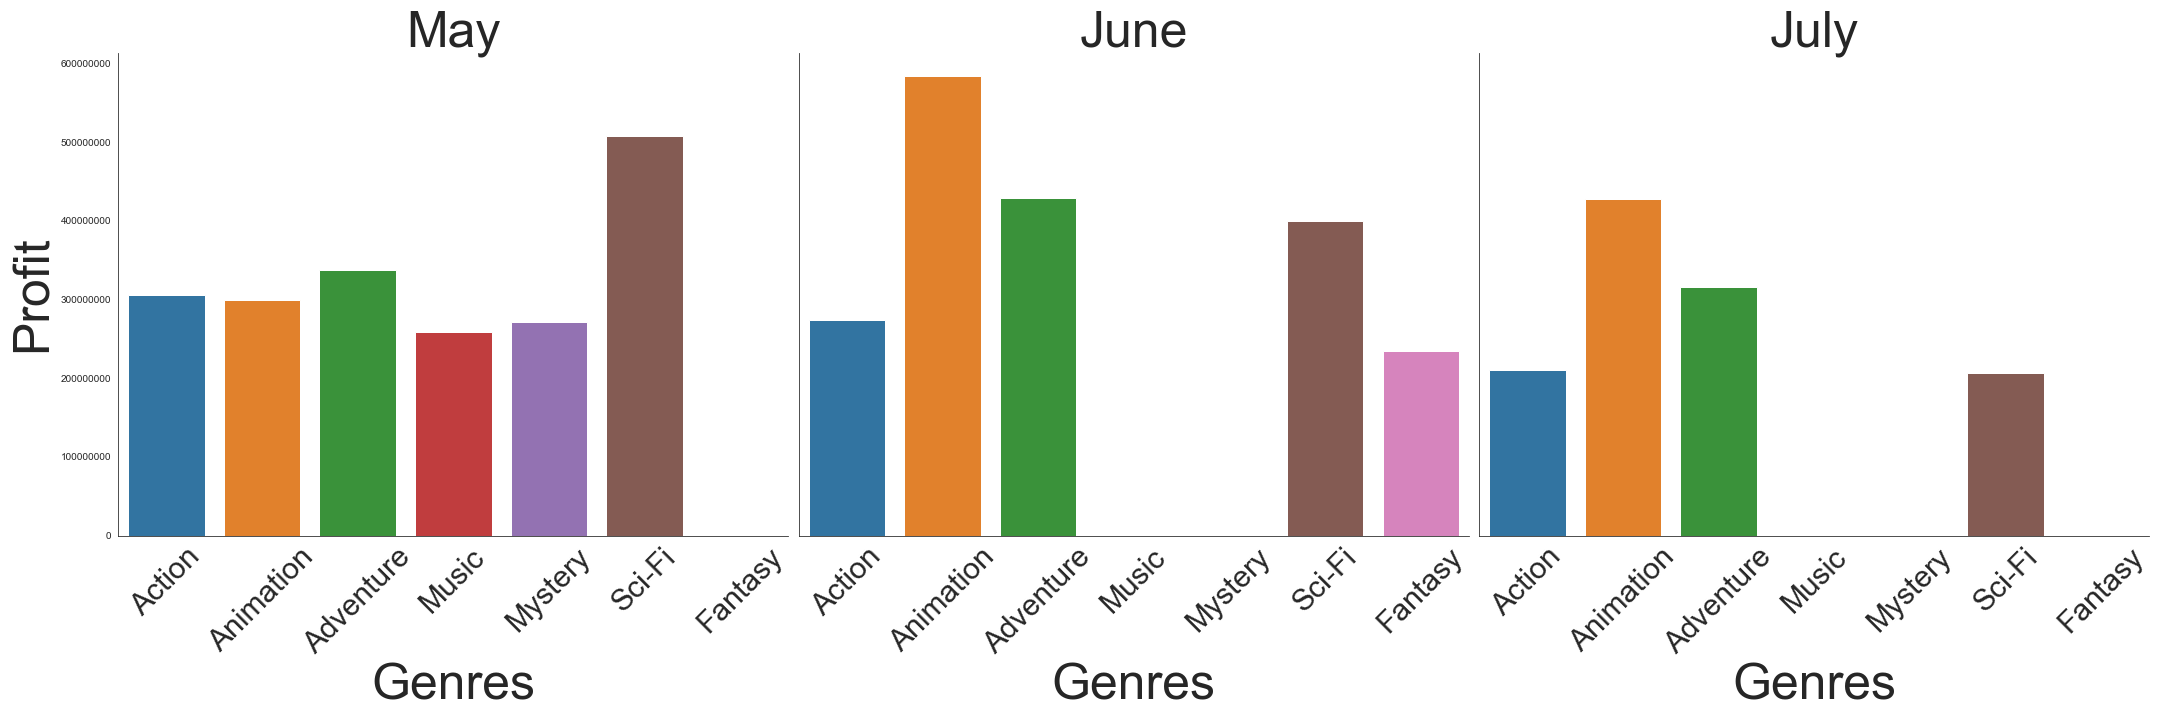 May
June
July
Profit
600000000
500000000
400000000
300000000
200000000
100000000
0
Action
Animation
Adventure
Music
Mystery
Sci-Fi
Fantasy
Action
Animation
Adventure
Music
Mystery
Sci-Fi
Fantasy
Action
Animation
Adventure
Music
Mystery
Sci-Fi
Fantasy
Genres
Genres
Genres